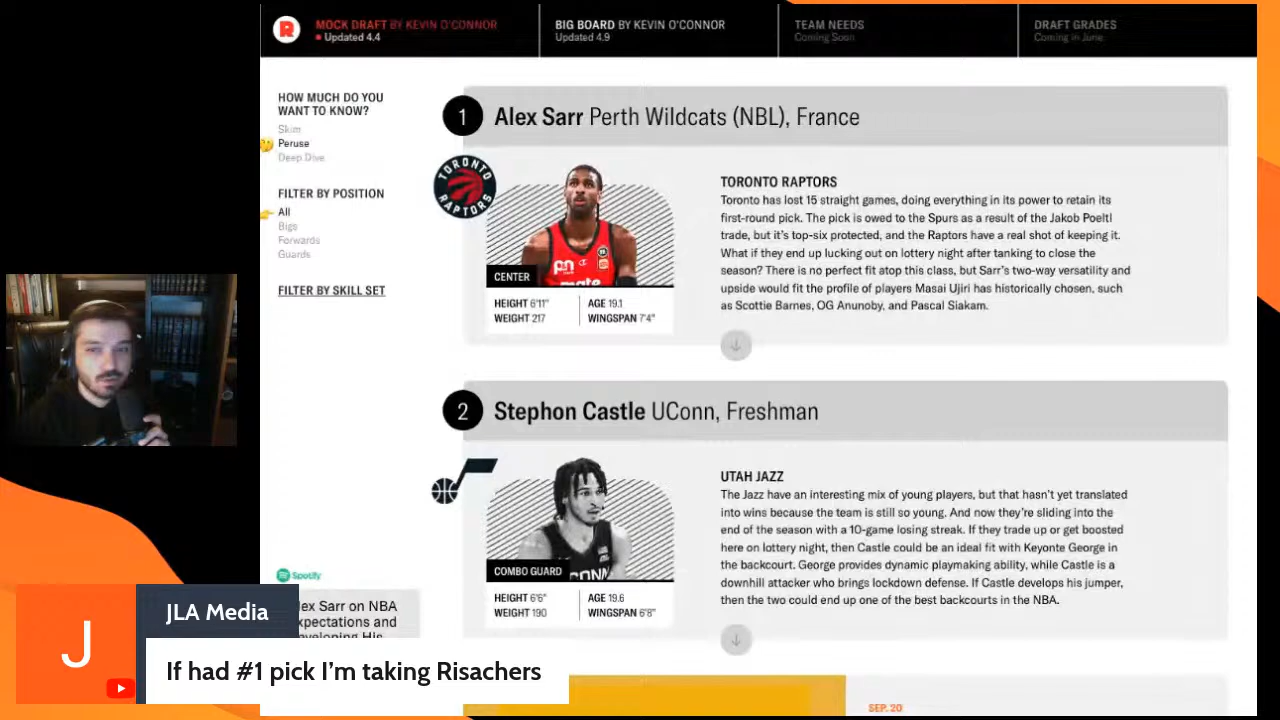 R
MOCK DRAFT BY KEVIN O'CONNOR
Updated 4.4
BIG BOARD BY KEVIN O'CONNOR
Updated 4.9
TEAM NEEDS
Coming Soon
DRAFT GRADES
Coming in June
HOW MUCH DO YOU
WANT TO KNOW?
Skim
Peruse
Deep Dive
FILTER BY POSITION
All
Bigs
Forwards
Guards
FILTER BY SKILL SET
1 Alex Sarr Perth Wildcats (NBL), France
TORONTO
RAPTORS
CENTER
HEIGHT 6'11"
WEIGHT 217
AGE 19.1
WINGSPAN 7'4"
TORONTO RAPTORS
Toronto has lost 15 straight games, doing everything in its power to retain its
first-round pick. The pick is owed to the Spurs as a result of the Jakob Poeltl
trade, but it's top-six protected, and the Raptors have a real shot of keeping it.
What if they end up lucking out on lottery night after tanking to close the
season? There is no perfect fit atop this class, but Sarr's two-way versatility and
upside would fit the profile of players Masai Ujiri has historically chosen, such
as Scottie Barnes, OG Anunoby, and Pascal Siakam.
2 Stephon Castle UConn, Freshman
COMBO GUARD
HEIGHT 6'6"
WEIGHT 190
AGE 19.6
WINGSPAN 6'8"
UTAH JAZZ
The Jazz have an interesting mix of young players, but that hasn't yet translated
into wins because the team is still so young. And now they're sliding into the
end of the season with a 10-game losing streak. If they trade up or get boosted
here on lottery night, then Castle could be an ideal fit with Keyonte George in
the backcourt. George provides dynamic playmaking ability, while Castle is a
downhill attacker who brings lockdown defense. If Castle develops his jumper,
then the two could end up one of the best backcourts in the NBA.
Spotify
lex Sarr on NBA
xpectations and
J
JLA Media
If had #1 pick I'm taking Risachers
SEP. 20